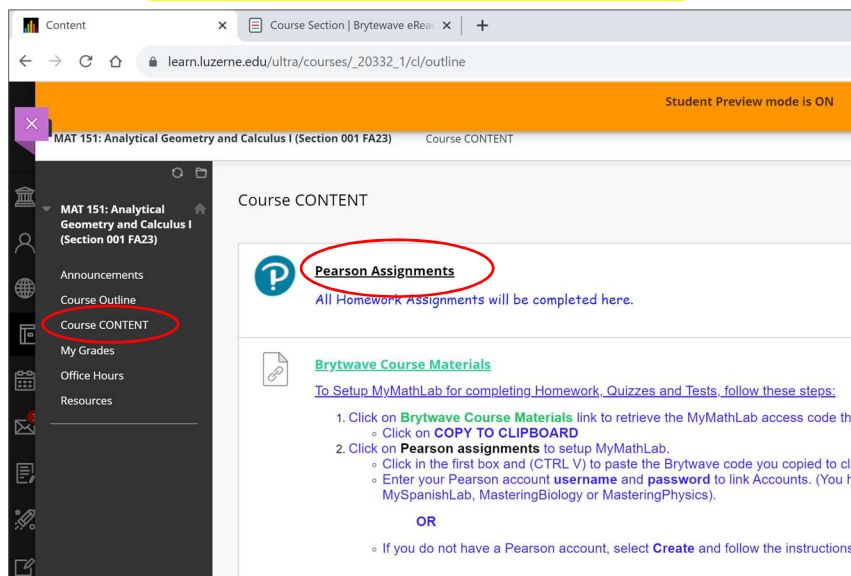 Content
Course Section | Brytewave eRea
learn.luzerne.edu/ultra/courses/_20332_1/cl/outline
Student Preview mode is ON
MAT 151: Analytical Geometry and Calculus I (Section 001 FA23) Course CONTENT
MAT 151: Analytical
Geometry and Calculus I
(Section 001 FA23)
Announcements
Course Outline
Course CONTENT
My Grades
Office Hours
Resources
Course CONTENT
Pearson Assignments
All Homework Assignments will be completed here.
Brytwave Course Materials
To Setup MyMathLab for completing Homework, Quizzes and Tests, follow these steps:
1. Click on Brytwave Course Materials link to retrieve the MyMathLab access code th
Click on COPY TO CLIPBOARD
2. Click on Pearson assignments to setup MyMathLab.
Click in the first box and (CTRL V) to paste the Brytwave code you copied to cl
Enter your Pearson account username and password to link Accounts. (You h
MySpanishLab, MasteringBiology or MasteringPhysics).
OR
If you do not have a Pearson account, select Create and follow the instructions